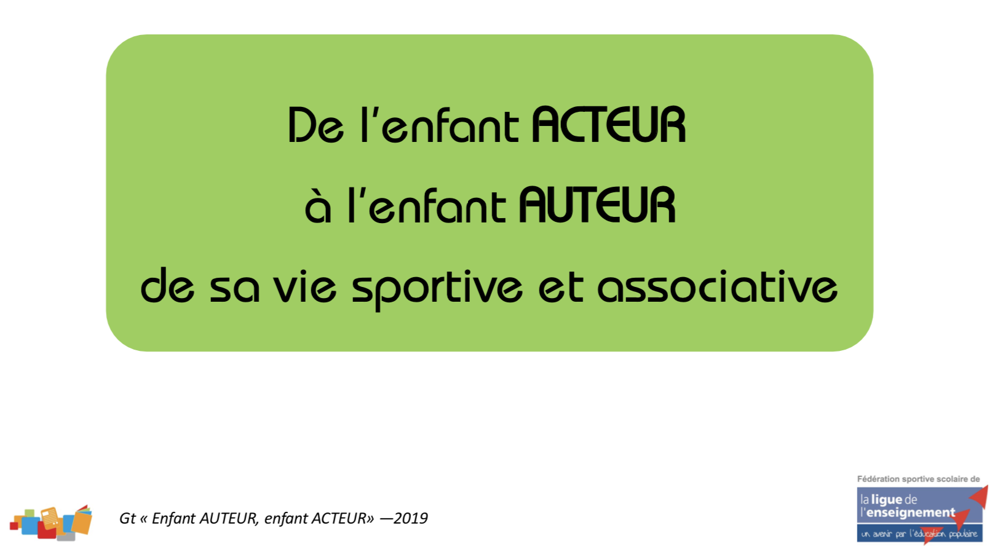 De l'enfant ACTEUR
à l'enfant AUTEUR
de sa vie sportive et associative
Gt « Enfant AUTEUR, enfant ACTEUR» —2019
Fédération sportive scolaire de
la ligue de
l'enseignement
un avenir par l'éducation populaire